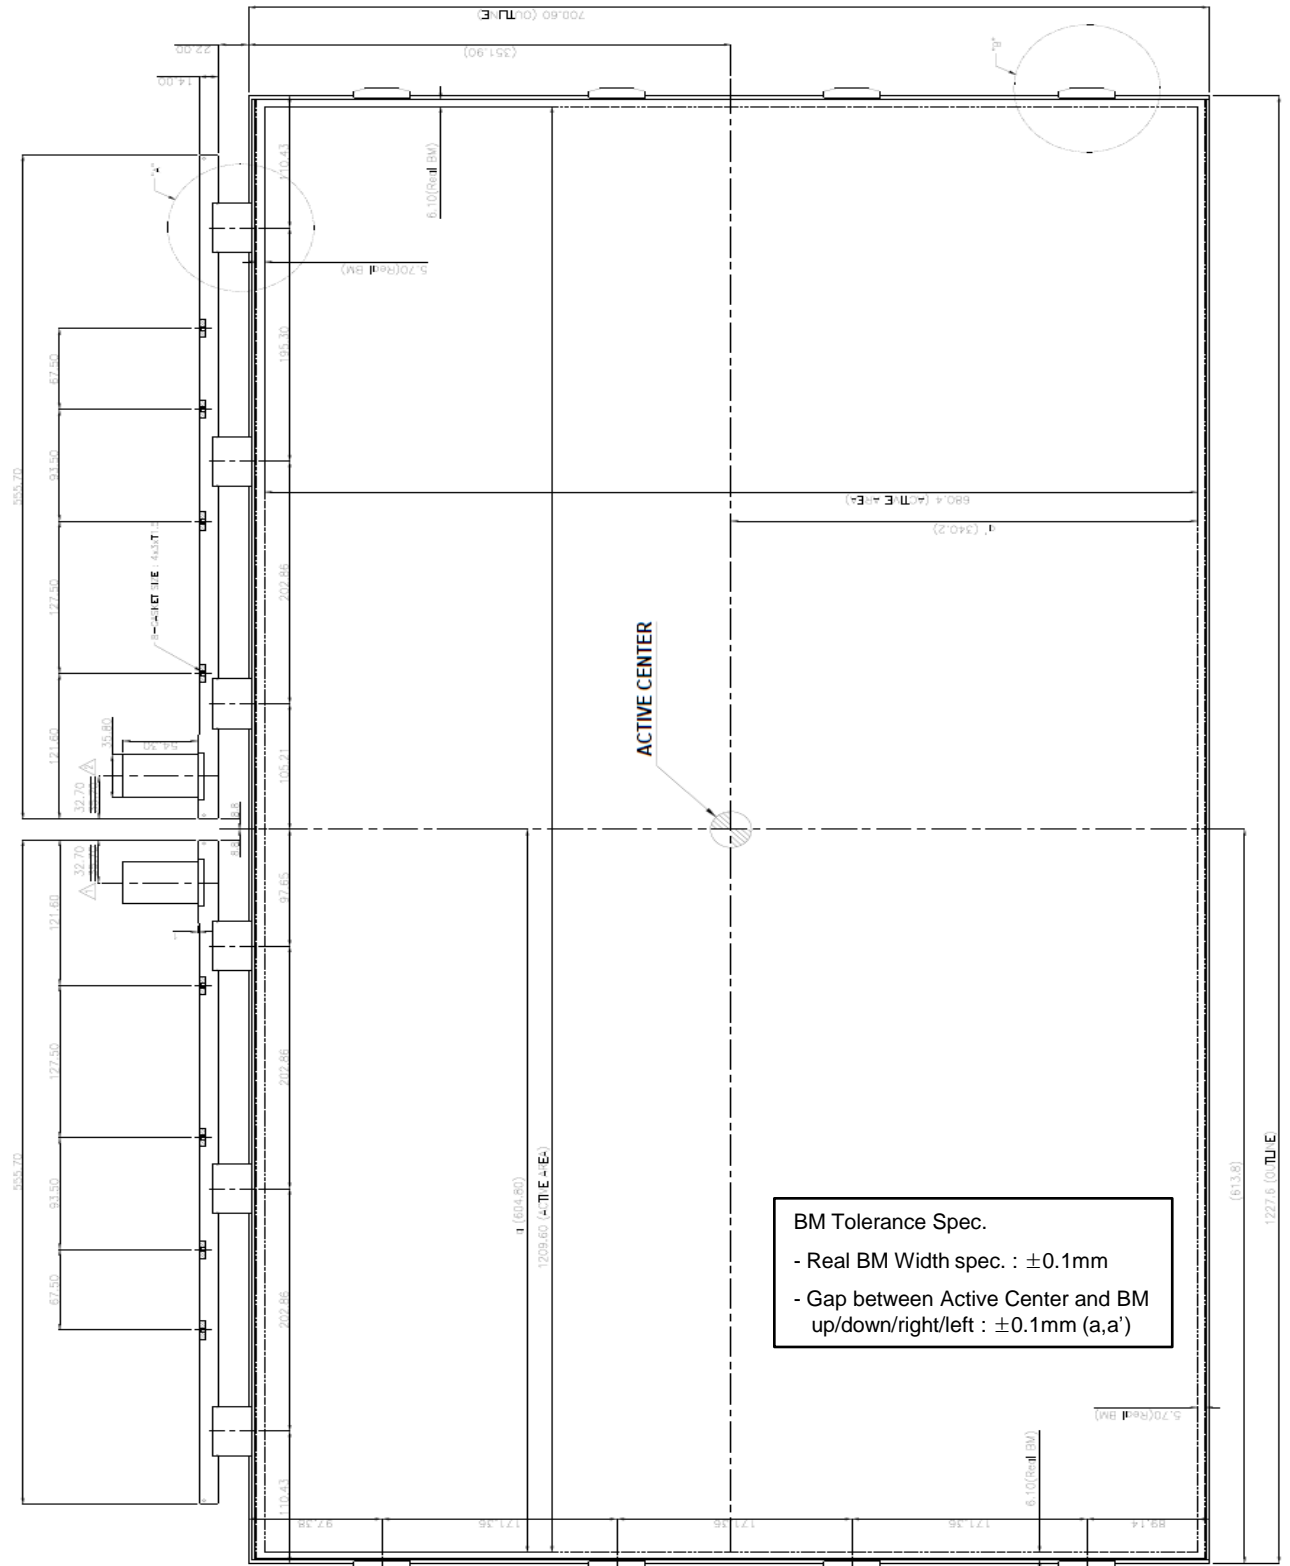 700.60 (OUTLINE)
22.00
(351.90)
"B"
14.00
"A"
110.43
6.10(Real BM)
5.70(Real BM)
195.30
67.50
93.50
555.70
680.4 (ACTIVE AREA)
a' (340.2)
127.50
202.86
ACTIVE CENTER
121.60
35.80
54.30
105.21
32.70
8.8
8.8
32.70
97.65
121.60
1
127.50
202.86
555.70
a (604.80)
1209.60 (ACTIVE AREA)
(613.8)
1227.6 (OUTLINE)
93.50
BM Tolerance Spec.
- Real BM Width spec. : ±0.1mm
- Gap between Active Center and BM
up/down/right/left : ±0.1mm (a,a')
67.50
202.86
5.70(Real BM)
6.10(Real BM)
110.43
97.38
171.36
171.36
171.36
89.14